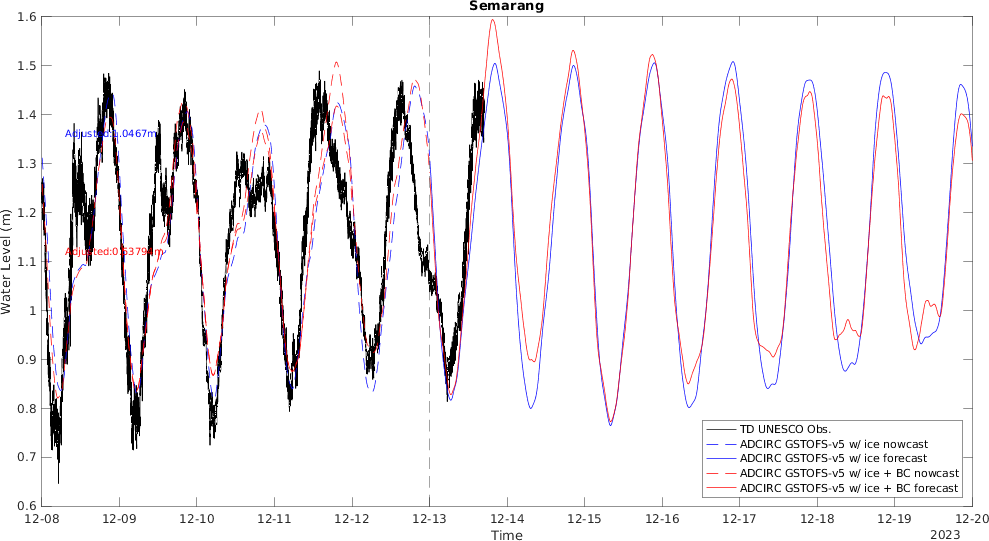 Semarang
1.6
1.5
1.4
1.3
1.2
1.1
1
0.9
0.8
0.7
0.6
Water Level (m)
12-08 12-09 12-10 12-11 12-12 12-13 12-14 12-15 12-16 12-17 12-18 12-19 12-20
Time
2023
TD UNESCO Obs.
ADCIRC GSTOFS-v5 w/ ice nowcast
ADCIRC GSTOFS-v5 w/ ice forecast
ADCIRC GSTOFS-v5 w/ ice + BC nowcast
ADCIRC GSTOFS-v5 w/ ice + BC forecast